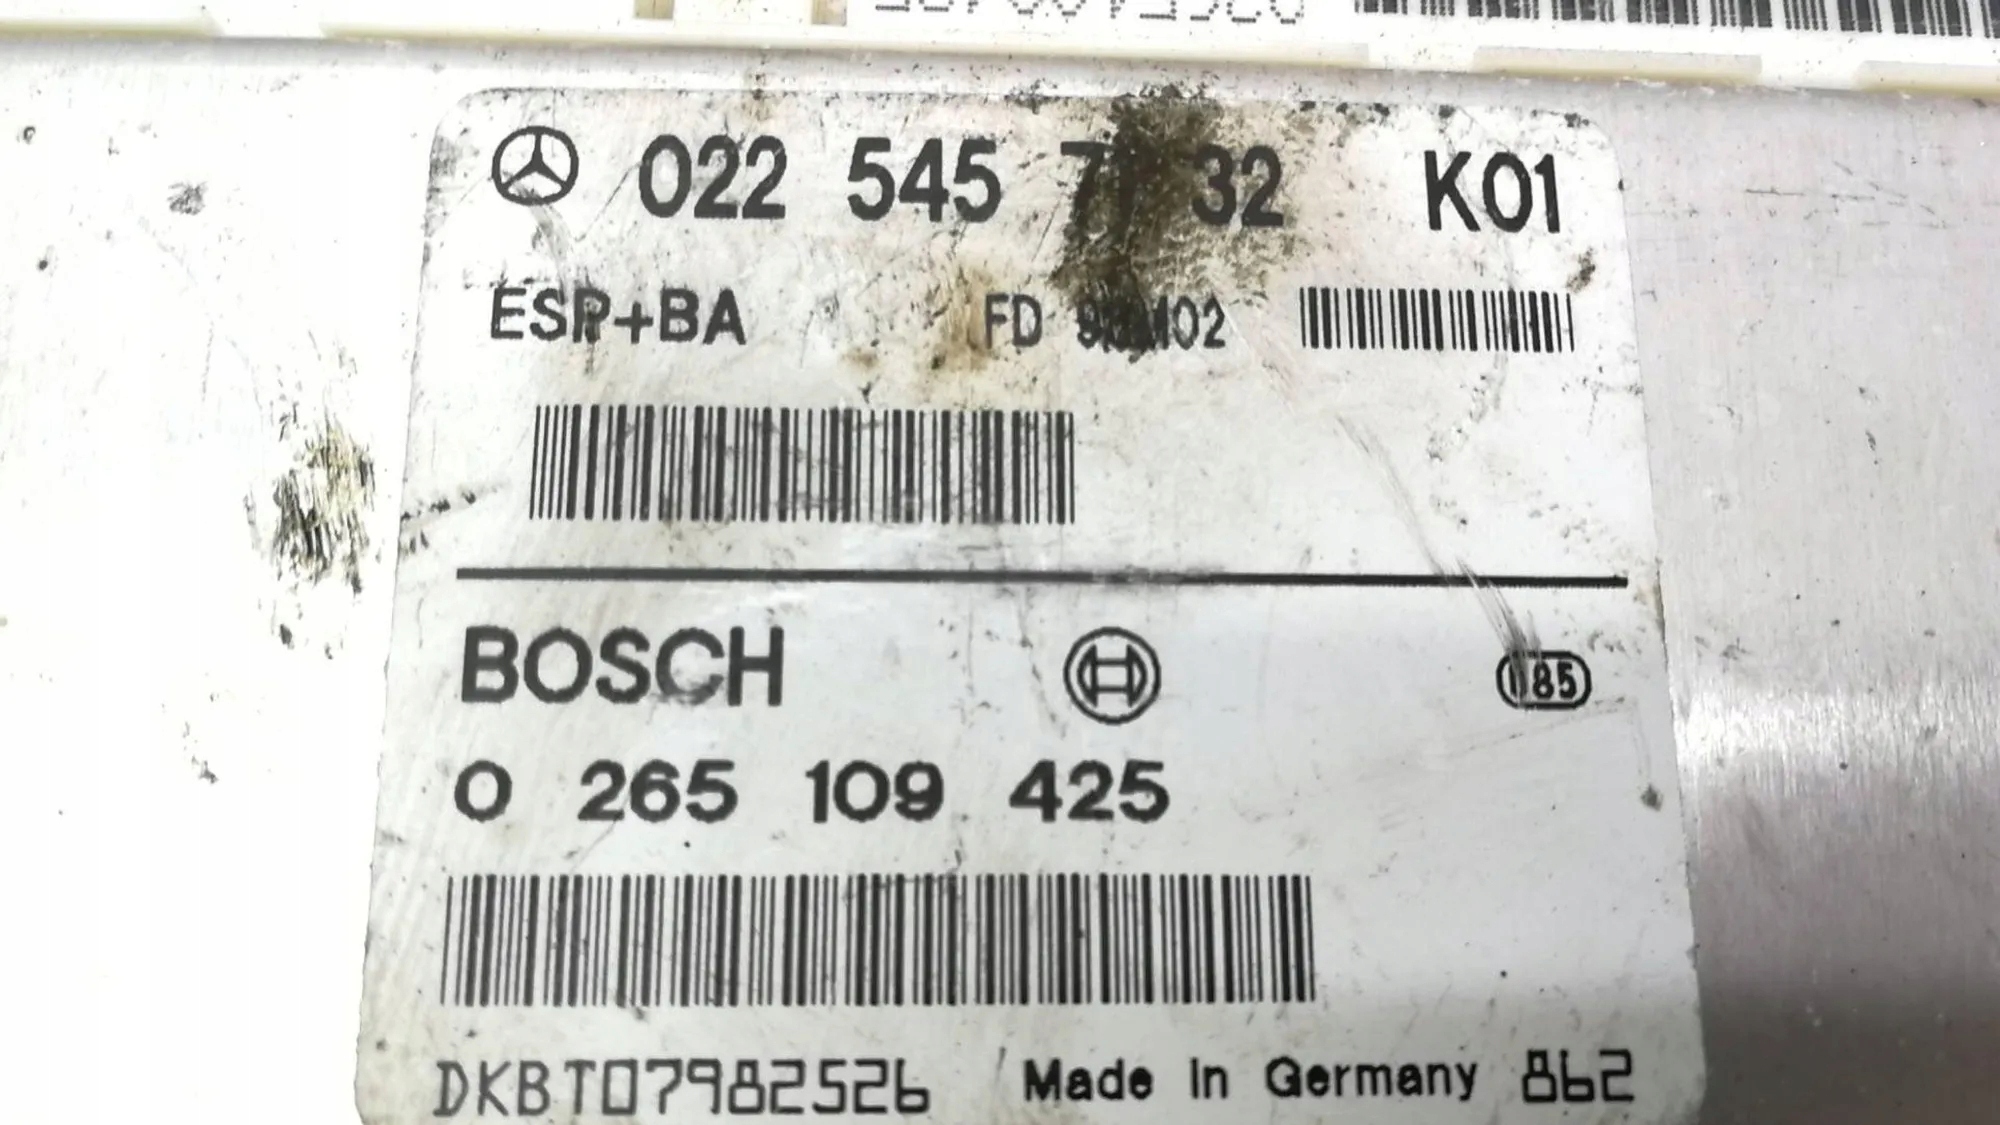 022 545 32 K01
ESP+BA FD
BOSCH
0 265 109 425
DKBT07982526 Made In Germany 862